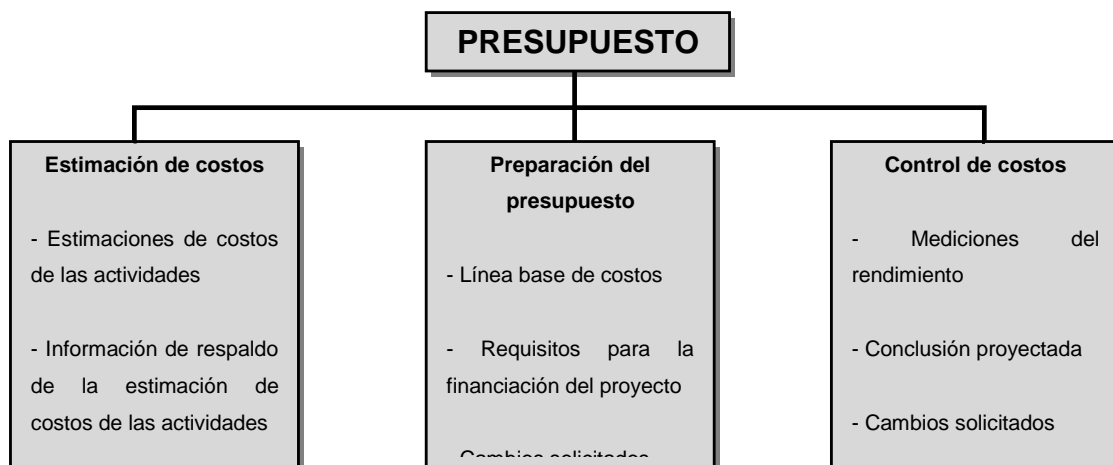 PRESUPUESTO
Estimación de costos
- Estimaciones de costos
de las actividades
- Información de respaldo
de la estimación de
costos de las actividades
Preparación del
presupuesto
- Línea base de costos
- Requisitos para la
financiación del proyecto
- Cambios solicitados
Control de costos
- Mediciones del
rendimiento
- Conclusión proyectada
- Cambios solicitados